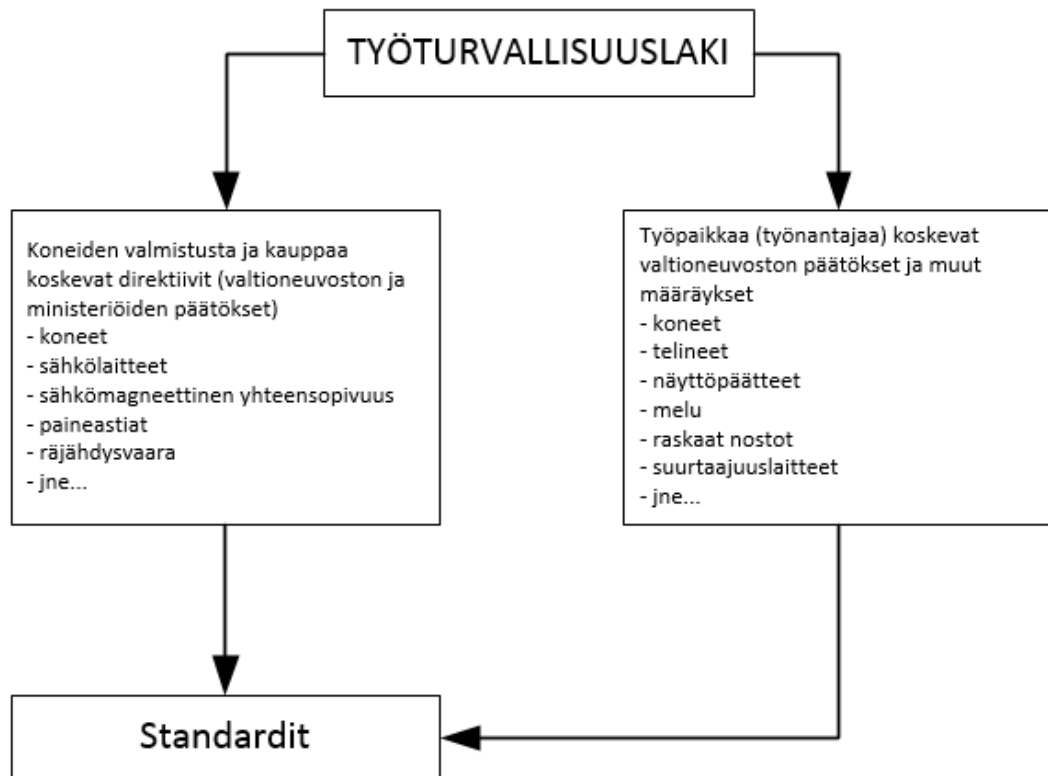 TYÖTURVALLISUUSLAKI
Koneiden valmistusta ja kauppaa
koskevat direktiivit (valtioneuvoston ja
ministeriöiden päätökset)
- koneet
- sähkölaitteet
- sähkömagneettinen yhteensopivuus
- paineastiat
- räjähdysvaara
- jne...
Työpaikkaa (työnantajaa) koskevat
valtioneuvoston päätökset ja muut
määräykset
- koneet
- telineet
- näyttöpäätteet
- melu
- raskaat nostot
- suurtaajuuslaitteet
- jne...
Standardit